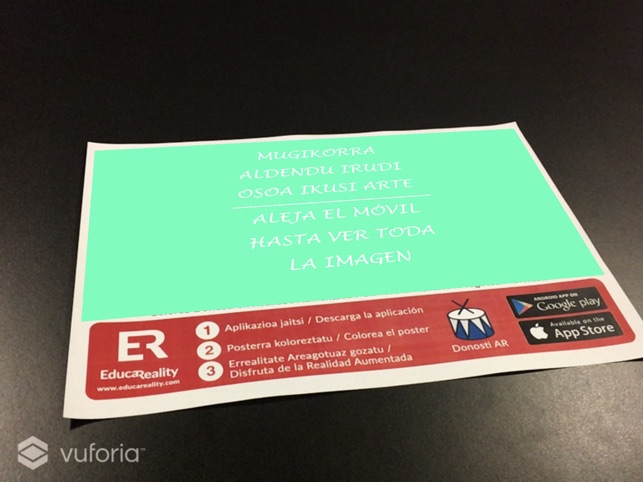 MUGIKORRA
ALDENDU IRUDI
OSOA IKUSI ARTE
ALEJA EL MÓVIL
HASTA VER TODA
LA IMAGEN
ER
EducaReality
www.educareality.com
1 Aplikazioa jaitsi / Descarga la aplicación
2 Posterra koloreztatu / Colorea el poster
3 Errealitate Areagotuaz gozatu /
Disfruta de la Realidad Aumentada
Donosti AR
ANDROID APP ON
Google play
Available on the
App Store
vuforia™